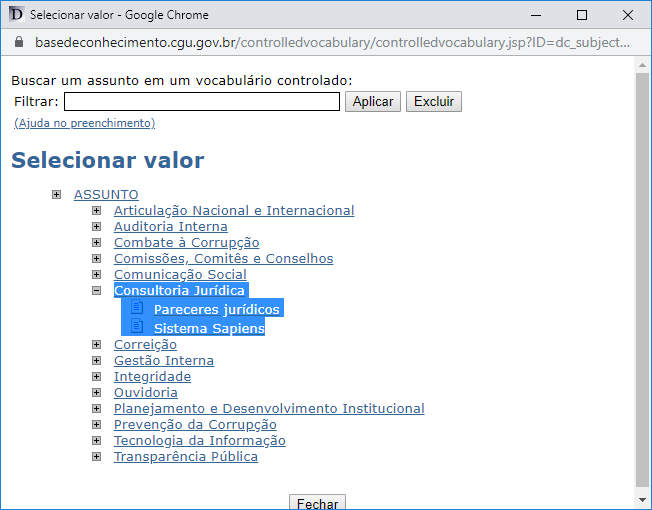 Selecionar valor - Google Chrome
basedeconhecimento.cgu.gov.br/controlledvocabulary/controlledvocabulary.jsp?ID=dc_subject...
Buscar um assunto em um vocabulário controlado:
Filtrar: Aplicar Excluir
(Ajuda no preenchimento)
Selecionar valor
ASSUNTO
Articulação Nacional e Internacional
Auditoria Interna
Combate à Corrupção
Comissões, Comitês e Conselhos
Comunicação Social
Consultoria Jurídica
Pareceres jurídicos
Sistema Sapiens
Correição
Gestão Interna
Integridade
Ouvidoria
Planejamento e Desenvolvimento Institucional
Prevenção da Corrupção
Tecnologia da Informação
Transparência Pública
Fechar